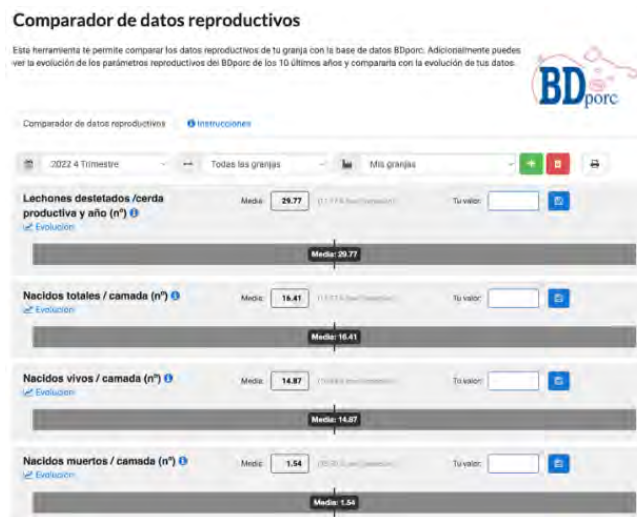 Comparador de datos reproductivos
Esta herramienta te permite comparar los datos reproductivos de tu granja con la base de datos BDporc. Adicionalmente puedes
ver la evolución de los parámetros reproductivos del BDporc de los 10 últimos años y compararla con la evolución de tus datos.
BDporc
Comparador de datos reproductivos Instrucciones
2022 4 Trimestre Todas las granjas Mis granjas
Lechones destetados /cerda
productiva y año (nº) Media: 29.77 Tu valor:
Evolución
Media: 29.77
Nacidos totales / camada (nº) Media: 16.41 Tu valor:
Evolución
Media: 16.41
Nacidos vivos / camada (nº) Media: 14.87 Tu valor:
Evolución
Media: 14.87
Nacidos muertos / camada (nº) Media: 1.54 Tu valor:
Evolución
Media: 1.54